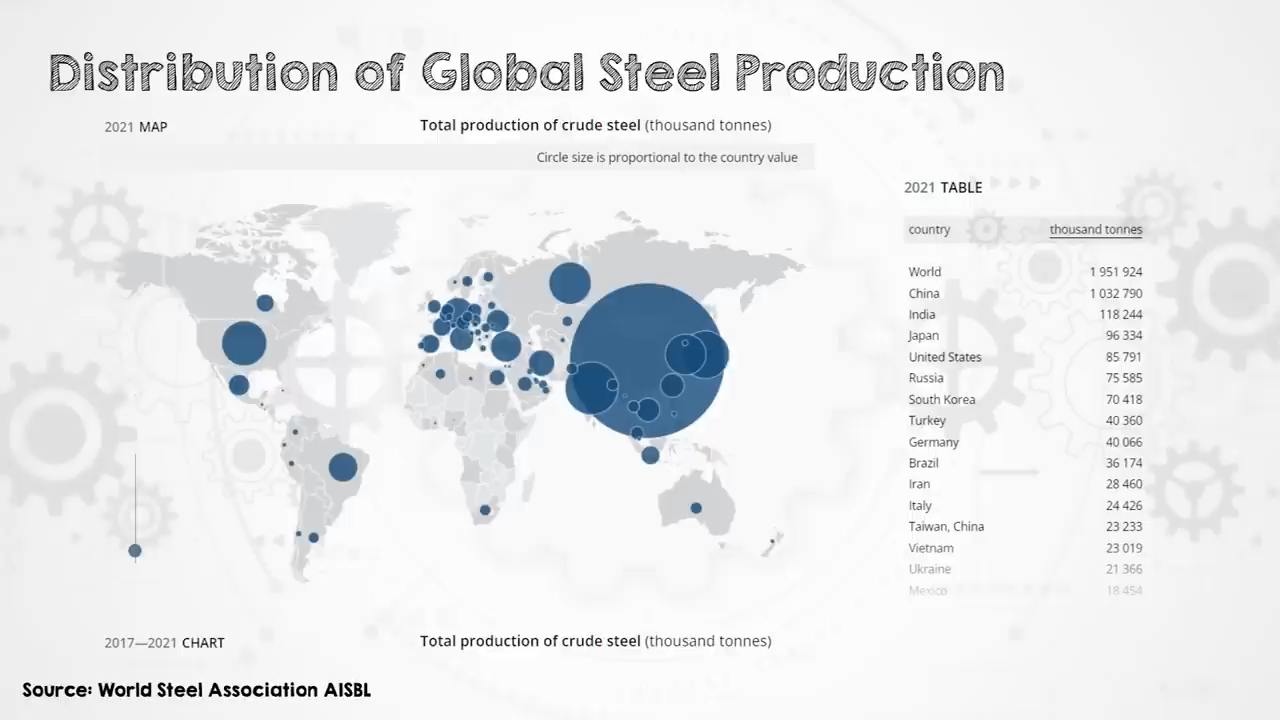 Distribution of Global Steel Production
2021 MAP
Total production of crude steel (thousand tonnes)
Circle size is proportional to the country value
2021 TABLE
country thousand tonnes
World 1 951 924
China 1 032 790
India 118 244
Japan 96 334
United States 85 791
Russia 75 585
South Korea 70 418
Turkey 40 360
Germany 40 066
Brazil 36 174
Iran 28 460
Italy 24 426
Taiwan, China 23 233
Vietnam 23 019
Ukraine 21 366
Mexico 18 454
2017—2021 CHART
Total production of crude steel (thousand tonnes)
Source: World Steel Association AISBL